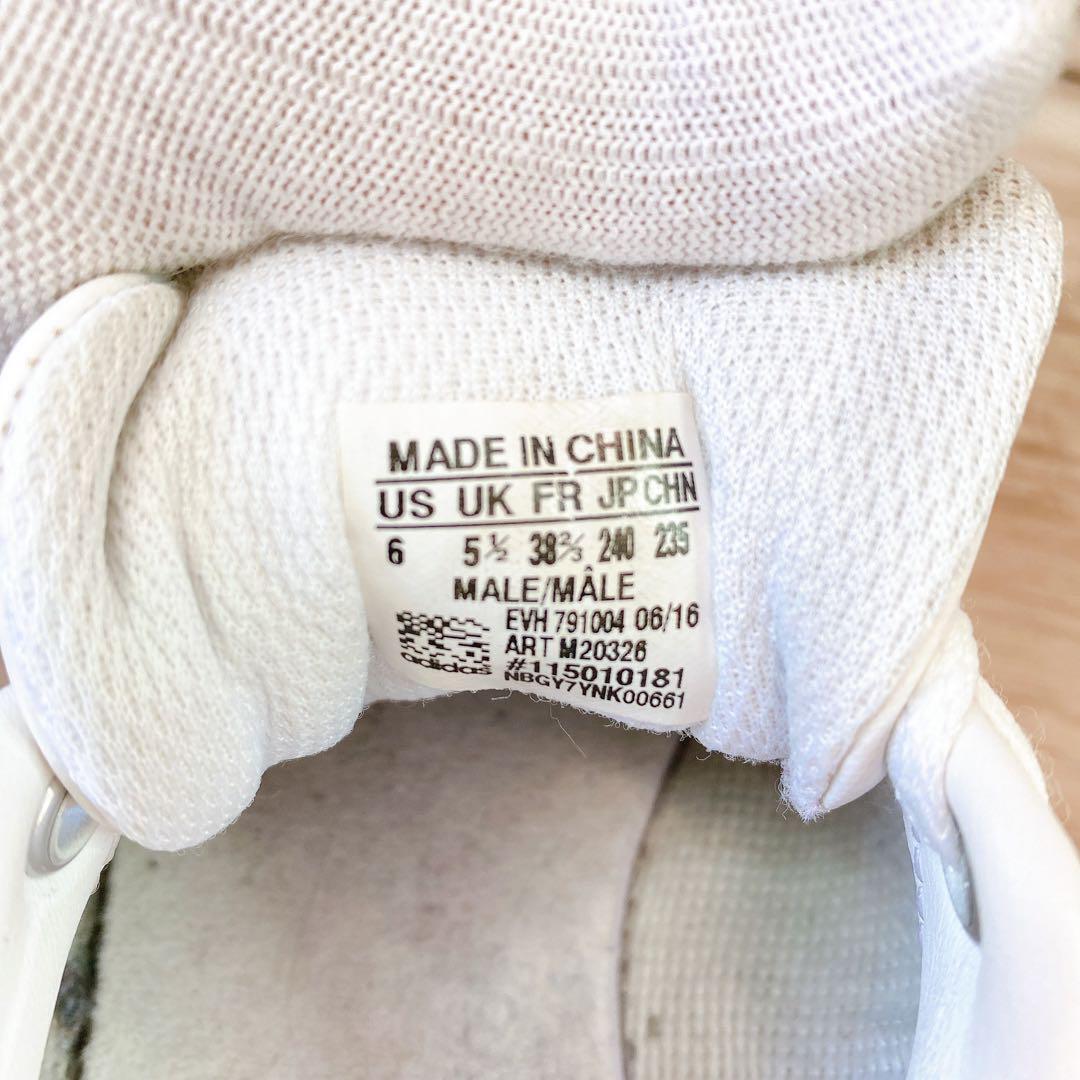 MADE IN CHINA
US UK FR JP CHN
6 5½ 38⅔ 240 235
MALE/MÂLE
EVH 791004 06/16
ART M20326
#115010181
NBGY7YNK00661
adidas